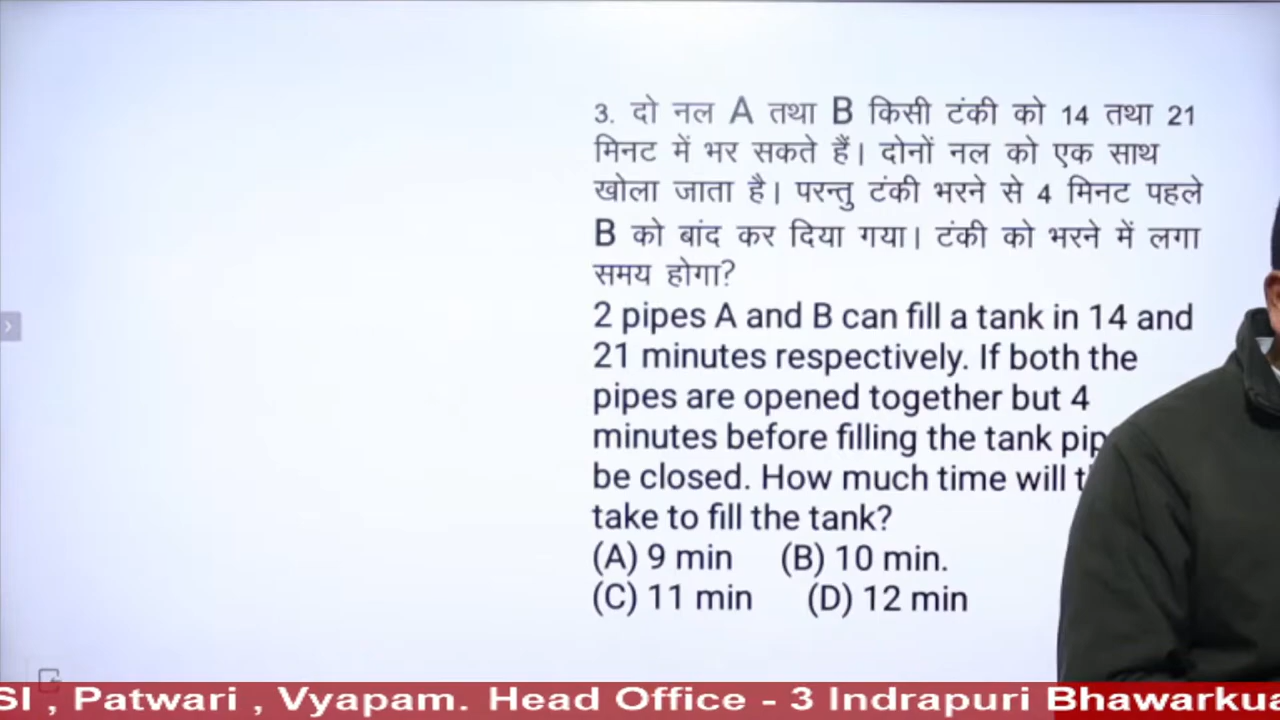 3. दो नल A तथा B किसी टंकी को 14 तथा 21
मिनट में भर सकते हैं। दोनों नल को एक साथ
खोला जाता है। परन्तु टंकी भरने से 4 मिनट पहले
B को बांद कर दिया गया। टंकी को भरने में लगा
समय होगा?
2 pipes A and B can fill a tank in 14 and
21 minutes respectively. If both the
pipes are opened together but 4
minutes before filling the tank
be closed. How much time will
take to fill the tank?
(A) 9 min (B) 10 min.
(C) 11 min (D) 12 min
SI , Patwari , Vyapam. Head Office - 3 Indrapuri Bhawarkua